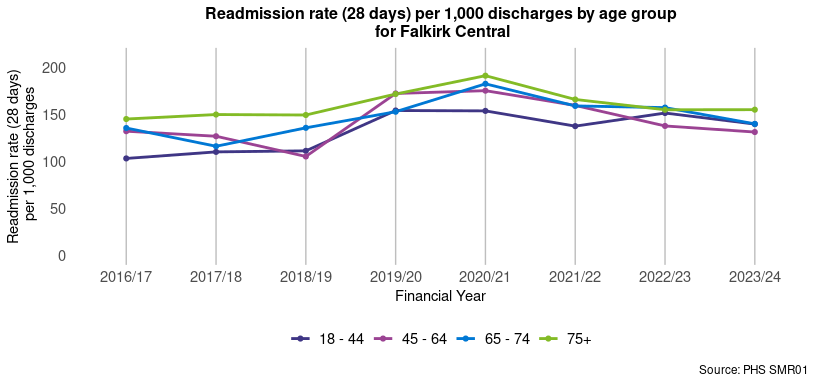 Readmission rate (28 days) per 1,000 discharges by age group
for Falkirk Central
Readmission rate (28 days)
per 1,000 discharges
200
150
100
50
0
2016/17 2017/18 2018/19 2019/20 2020/21 2021/22 2022/23 2023/24
Financial Year
18 - 44 45 - 64 65 - 74 75+
Source: PHS SMR01